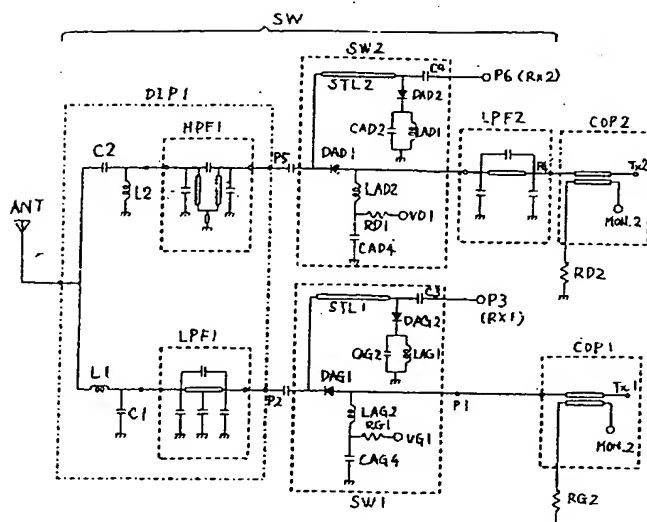 SW
SW2
C4
P6 (RX2)
STL2
DAD2
DIP1
CAD2
LAD1
HPF1
LPF2
COP2
C2
P5
DAD1
Tx2
L2
LAD2
ANT
RD1
VD1
MON.2
CAD4
RD2
C3
P3
(RX1)
STL1
DAG2
LPF1
LAG1
COP1
L1
DAG1
Tx1
P2
P1
C1
LAG2
RG1
VG1
MON.2
CAG4
RG2
SW1